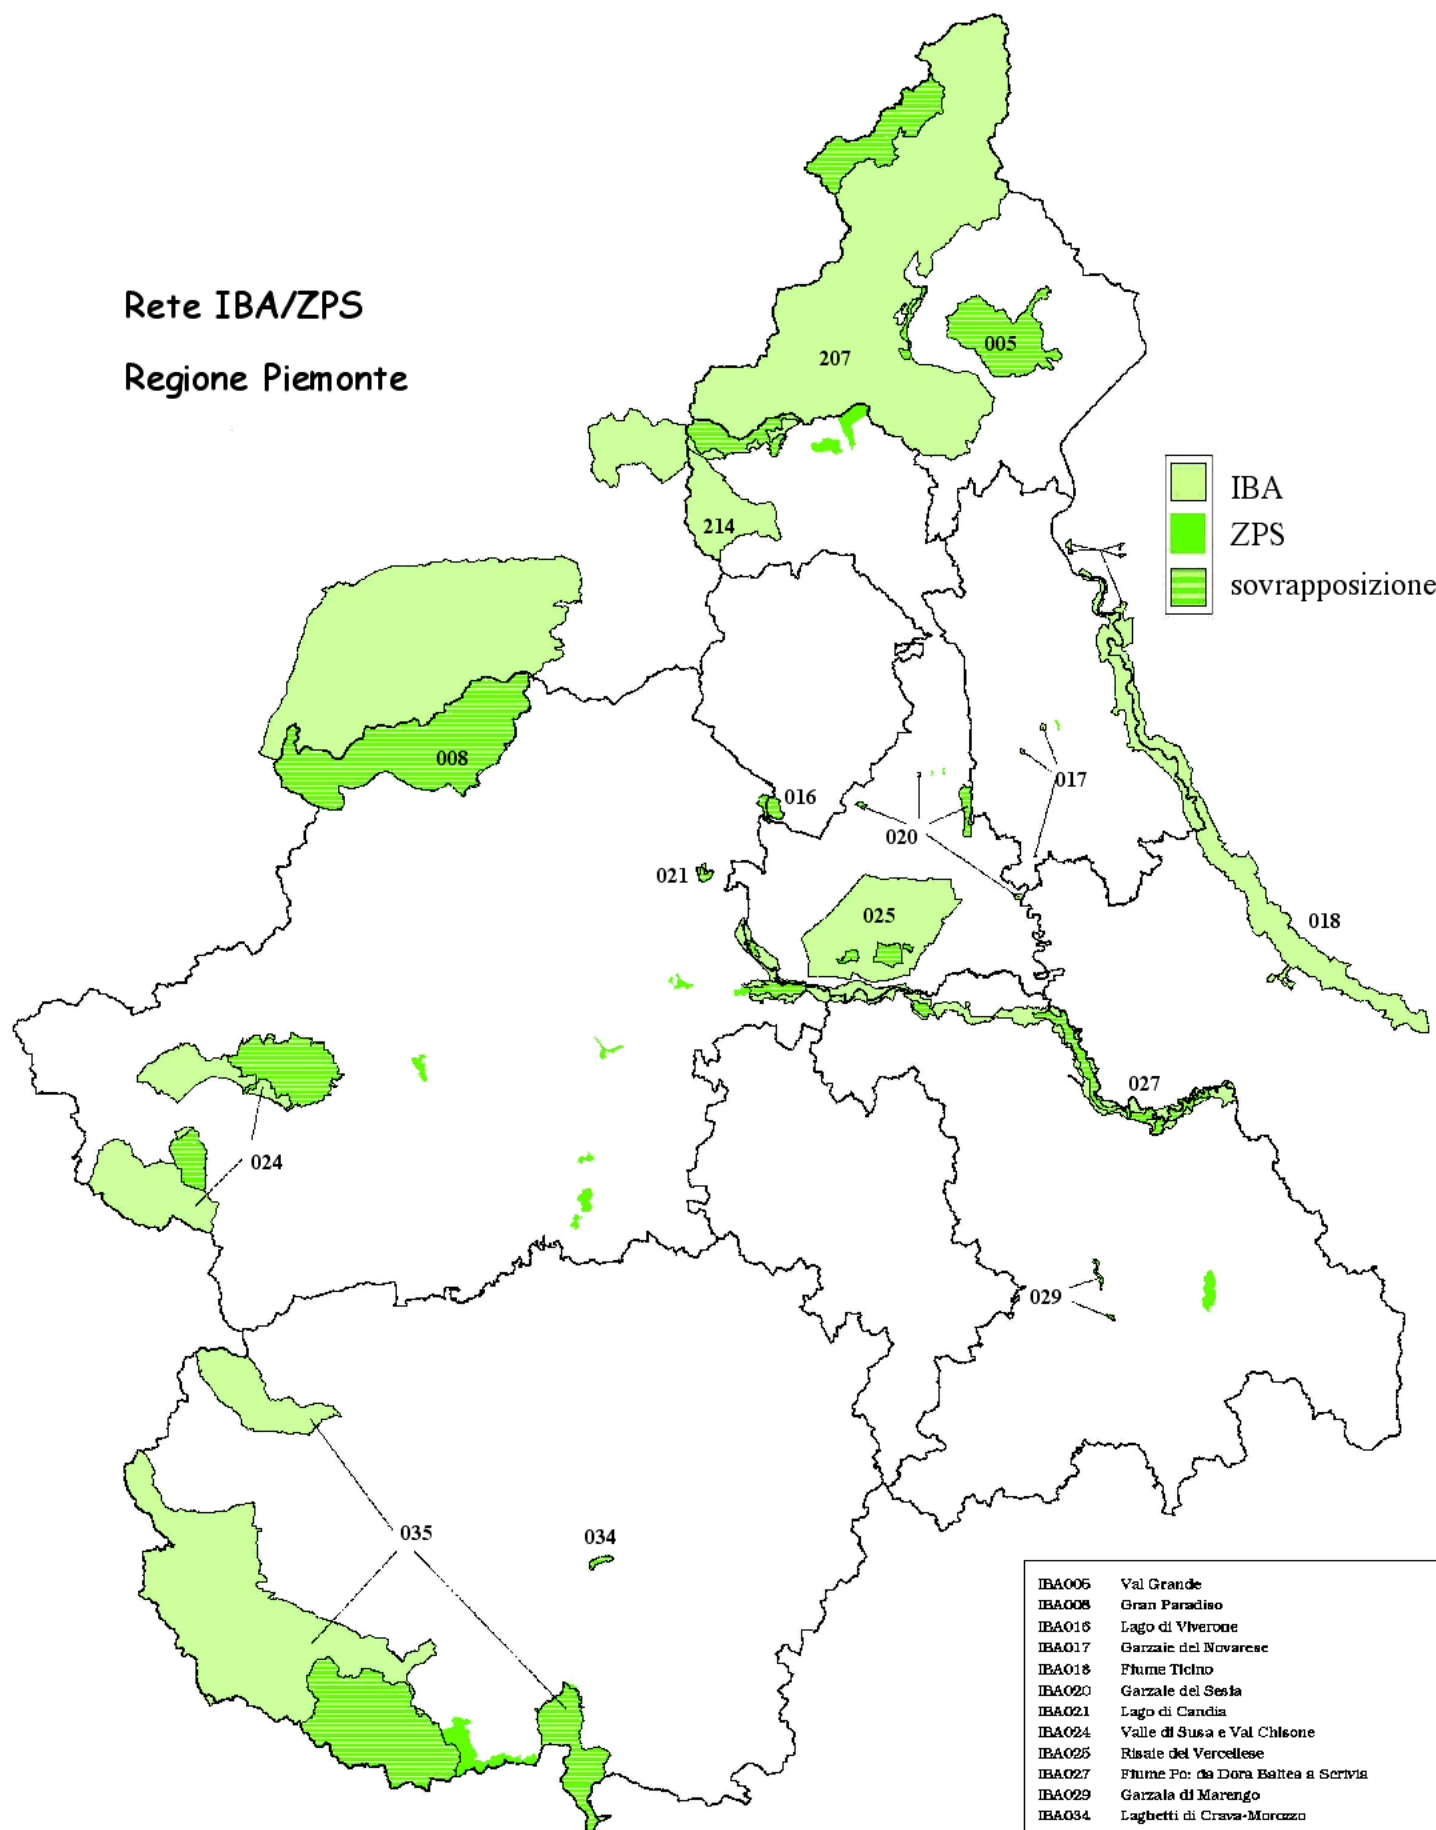 Rete IBA/ZPS
Regione Piemonte
207
005
214
IBA
ZPS
sovrapposizione
008
016
017
020
021
025
018
027
024
029
035
034
IBA005 Val Grande
IBA008 Gran Paradiso
IBA016 Lago di Viverone
IBA017 Garzaie del Novarese
IBA018 Fiume Ticino
IBA020 Garzaie del Sesia
IBA021 Lago di Candia
IBA024 Valle di Susa e Val Chisone
IBA025 Risaie del Vercellese
IBA027 Fiume Po: da Dora Baltea a Scrivia
IBA029 Garzaia di Marengo
IBA034 Laghetti di Crava-Morozzo